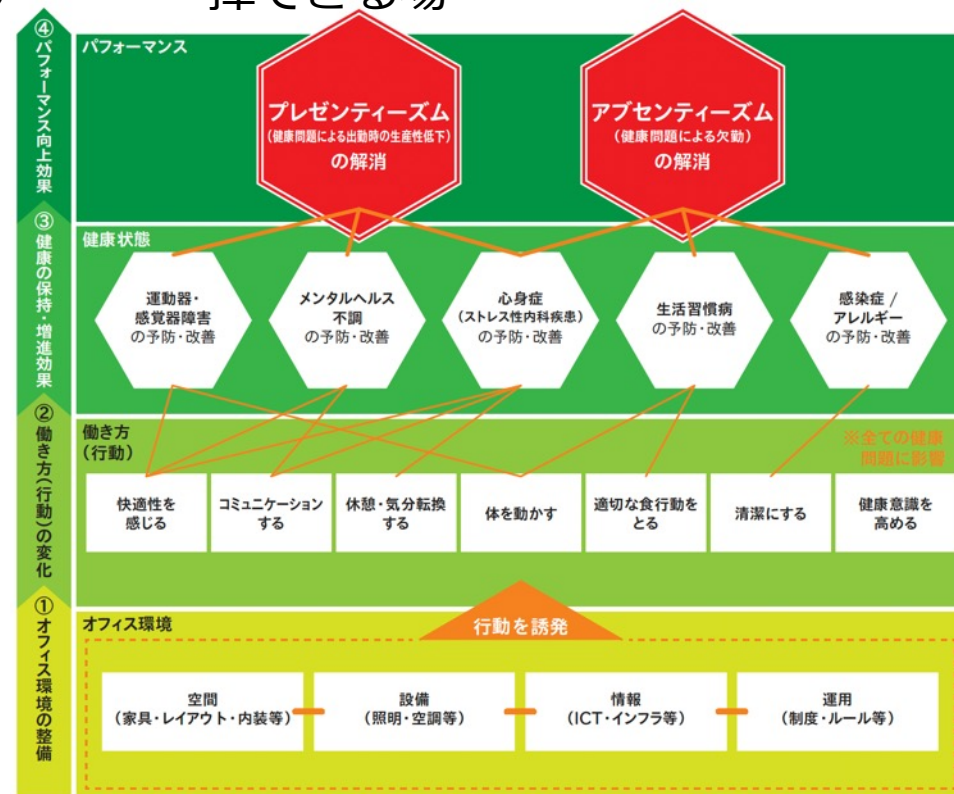 揮できる場
④パフォーマンス向上効果
パフォーマンス
プレゼンティーズム
(健康問題による出勤時の生産性低下)
の解消
アブセンティーズム
(健康問題による欠勤)
の解消
③健康の保持・増進効果
健康状態
運動器・
感覚器障害
の予防・改善
メンタルヘルス
不調
の予防・改善
心身症
(ストレス性内科疾患)
の予防・改善
生活習慣病
の予防・改善
感染症 /
アレルギー
の予防・改善
②働き方(行動)の変化
働き方
(行動)
※全ての健康
問題に影響
快適性を
感じる
コミュニケーション
する
休憩・気分転換
する
体を動かす
適切な食行動を
とる
清潔にする
健康意識を
高める
①オフィス環境の整備
オフィス環境
行動を誘発
空間
(家具・レイアウト・内装等)
設備
(照明・空調等)
情報
(ICT・インフラ等)
運用
(制度・ルール等)